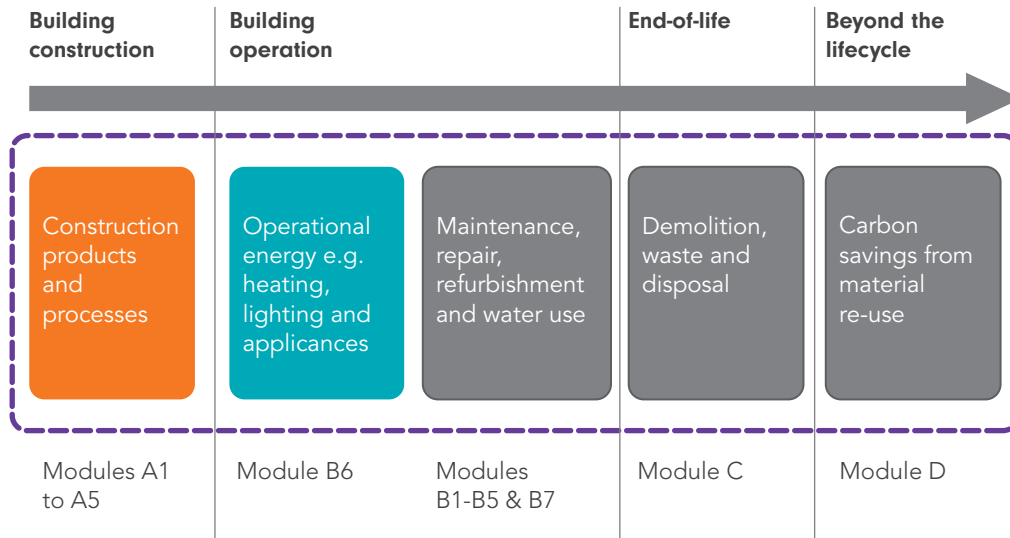 Building
construction
Building
operation
End-of-life
Beyond the
lifecycle
Construction
products
and
processes
Operational
energy e.g.
heating,
lighting and
applicances
Maintenance,
repair,
refurbishment
and water use
Demolition,
waste and
disposal
Carbon
savings from
material
re-use
Modules A1
to A5
Module B6
Modules
B1-B5 & B7
Module C
Module D